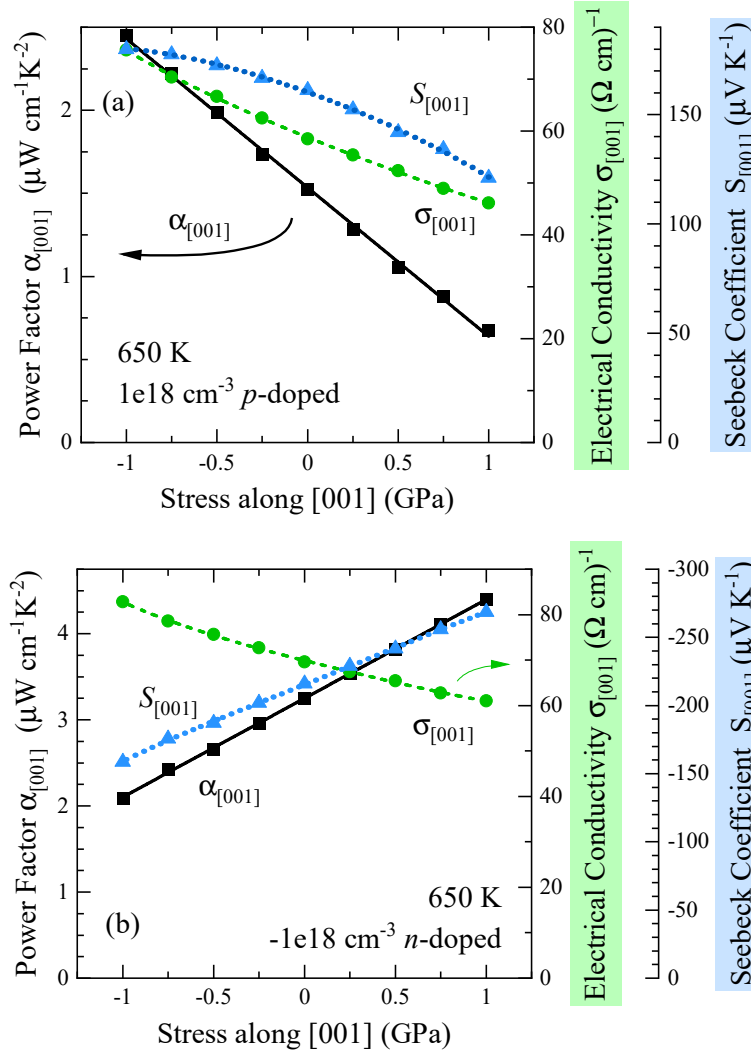 (a)
S[001]
σ[001]
α[001]
650 K
1e18 cm-3 p-doped
0
1
2
Power Factor α[001] (μW cm-1K-2)
-1 -0.5 0 0.5 1
Stress along [001] (GPa)
0
20
40
60
80
Electrical Conductivity σ[001] (Ω cm)−1
0
50
100
150
Seebeck Coefficient S[001] (μV K-1)
S[001]
σ[001]
α[001]
(b)
650 K
-1e18 cm-3 n-doped
0
1
2
3
4
Power Factor α[001] (μW cm-1K-2)
-1 -0.5 0 0.5 1
Stress along [001] (GPa)
0
20
40
60
80
Electrical Conductivity σ[001] (Ω cm)-1
0
-50
-100
-150
-200
-250
-300
Seebeck Coefficient S[001] (μV K-1)